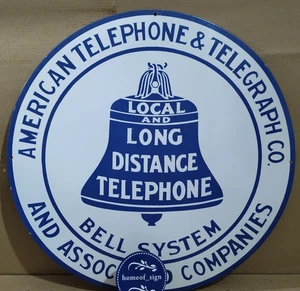 AMERICAN TELEPHONE & TELEGRAPH CO.
LOCAL
AND
LONG
DISTANCE
TELEPHONE
BELL SYSTEM
AND COMPANIES
homeof_sign